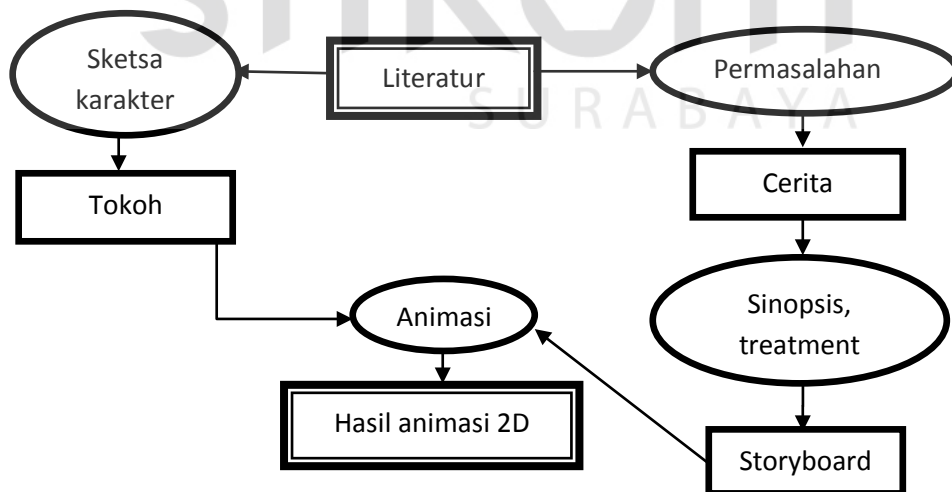 Sketsa
karakter
Literatur
Permasalahan
SURABAYA
Tokoh
Cerita
Animasi
Sinopsis,
treatment
Hasil animasi 2D
Storyboard